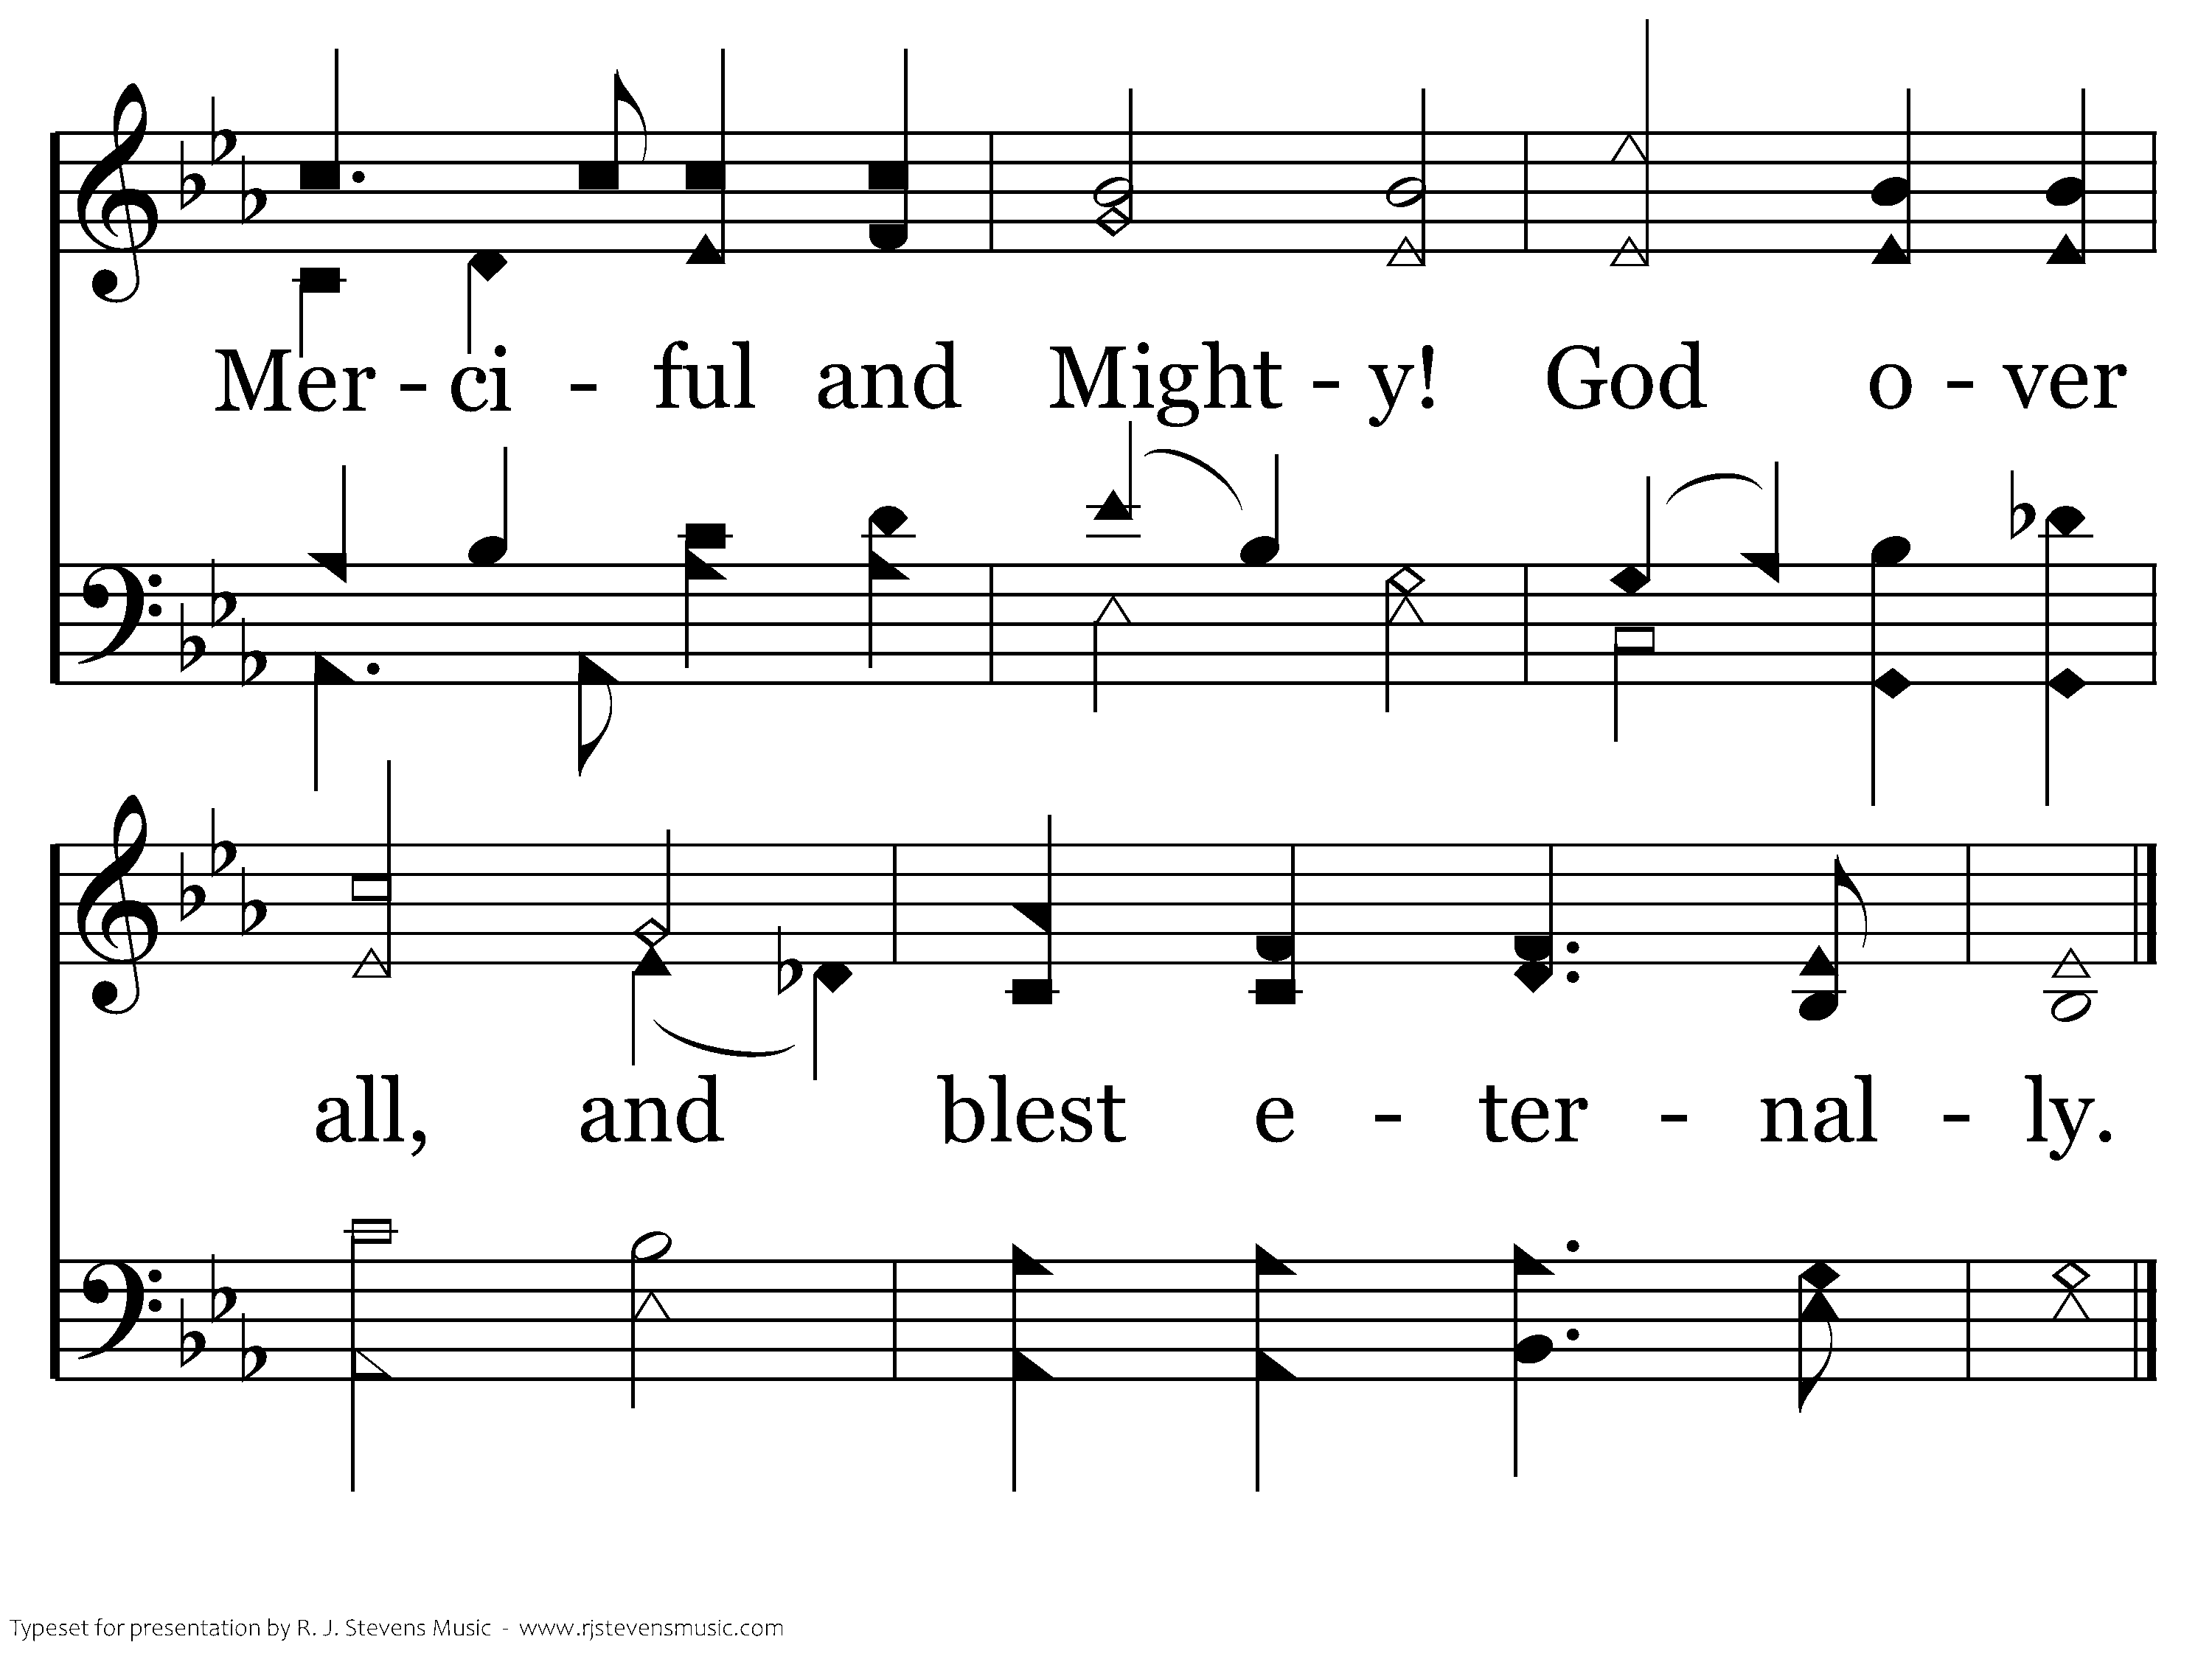 Mer - ci - ful and Might - y! God o - ver
all, and blest e - ter - nal - ly.
Typeset for presentation by R. J. Stevens Music - www.rjstevensmusic.com